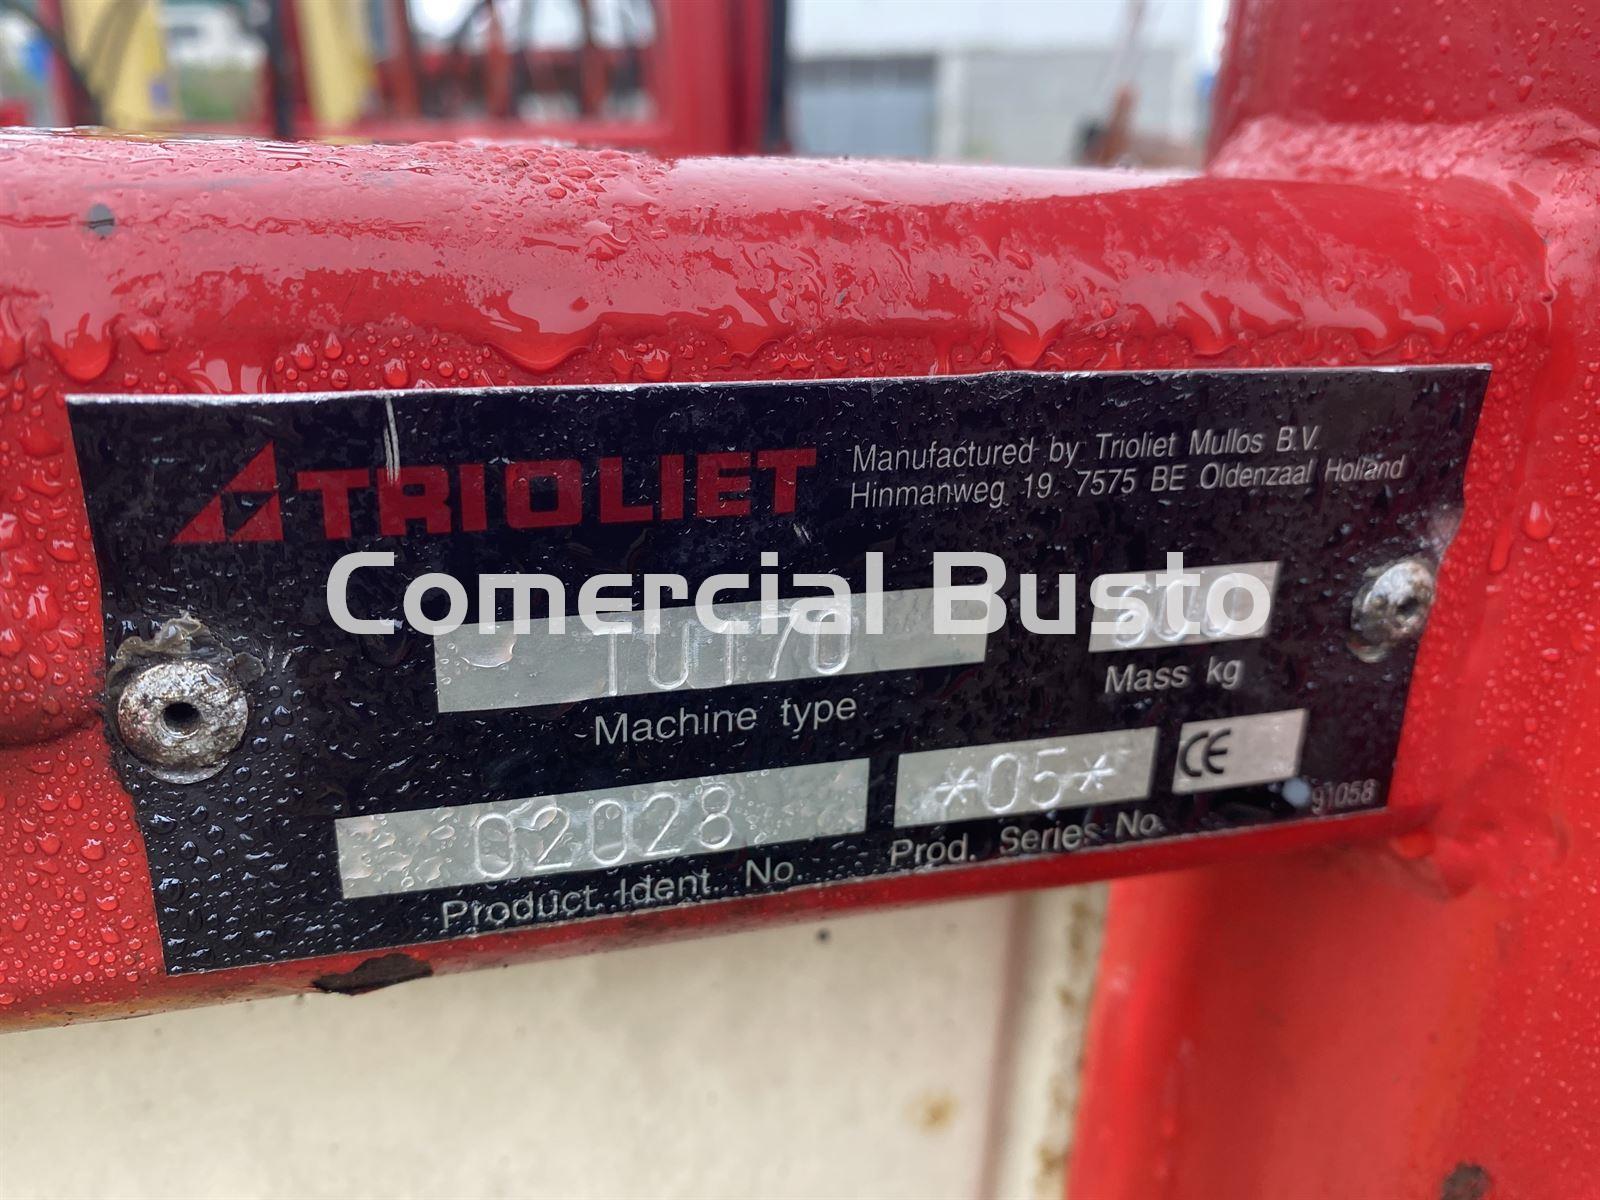 TRIOLIET
Manufactured by Trioliet Mullos B.V.
Hinmanweg 19 7575 BE Oldenzaal Holland
Comercial Busto
TU170
Machine type
Mass kg
02028
Product Ident. No.
*05*
Prod. Series No.
CE
91058